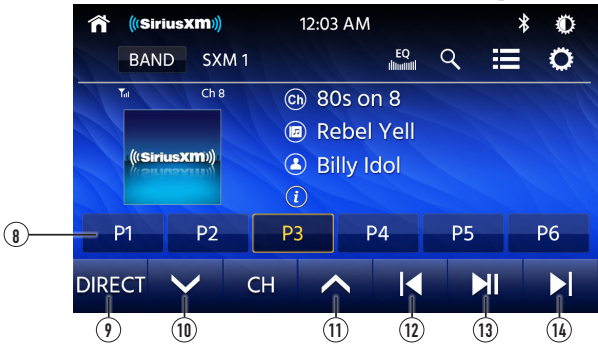 ((SiriusXM)) 12:03 AM
BAND SXM 1 EQ
Ch 8
Ch 80s on 8
Rebel Yell
((SiriusXM)) Billy Idol
i
8 P1 P2 P3 P4 P5 P6
DIRECT CH
9 10 11 12 13 14